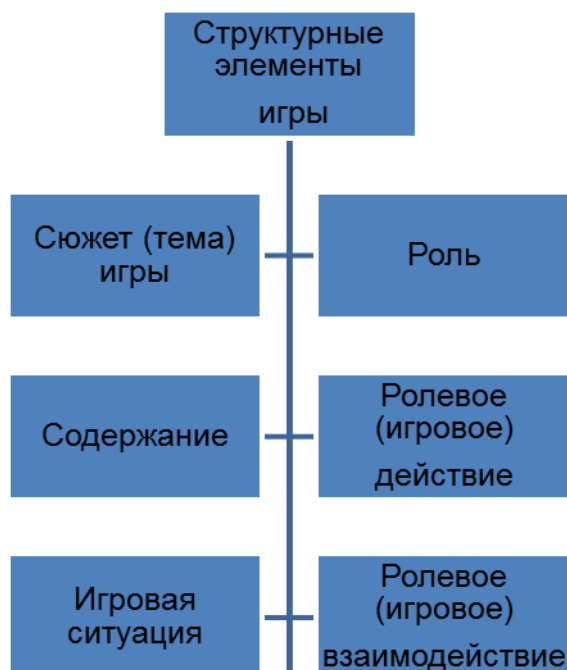 Структурные
элементы
игры
Сюжет (тема)
игры
Роль
Содержание
Ролевое
(игровое)
действие
Игровая
ситуация
Ролевое
(игровое)
взаимодействие